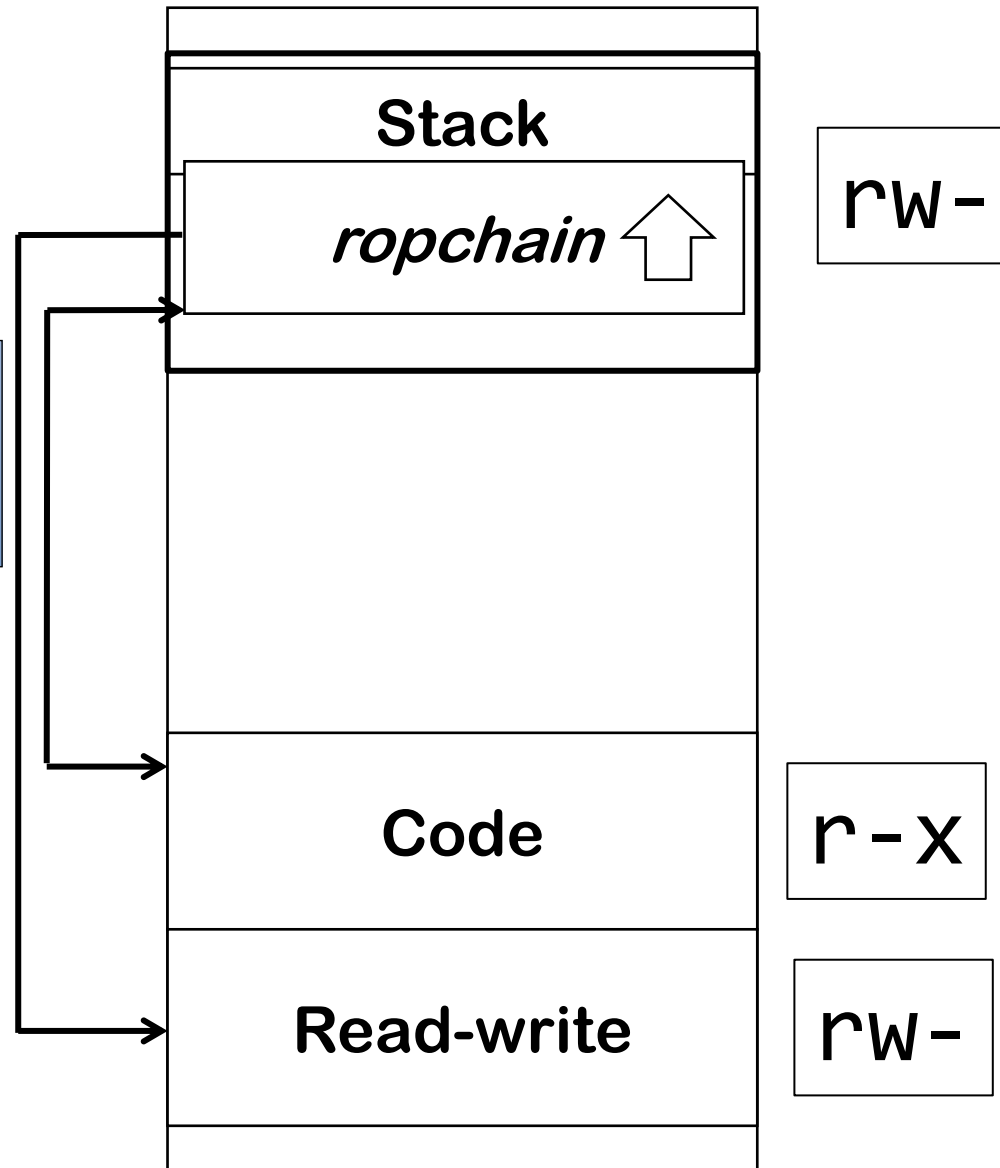 Stack
rw-
ropchain
Code
r-x
Read-write
rw-